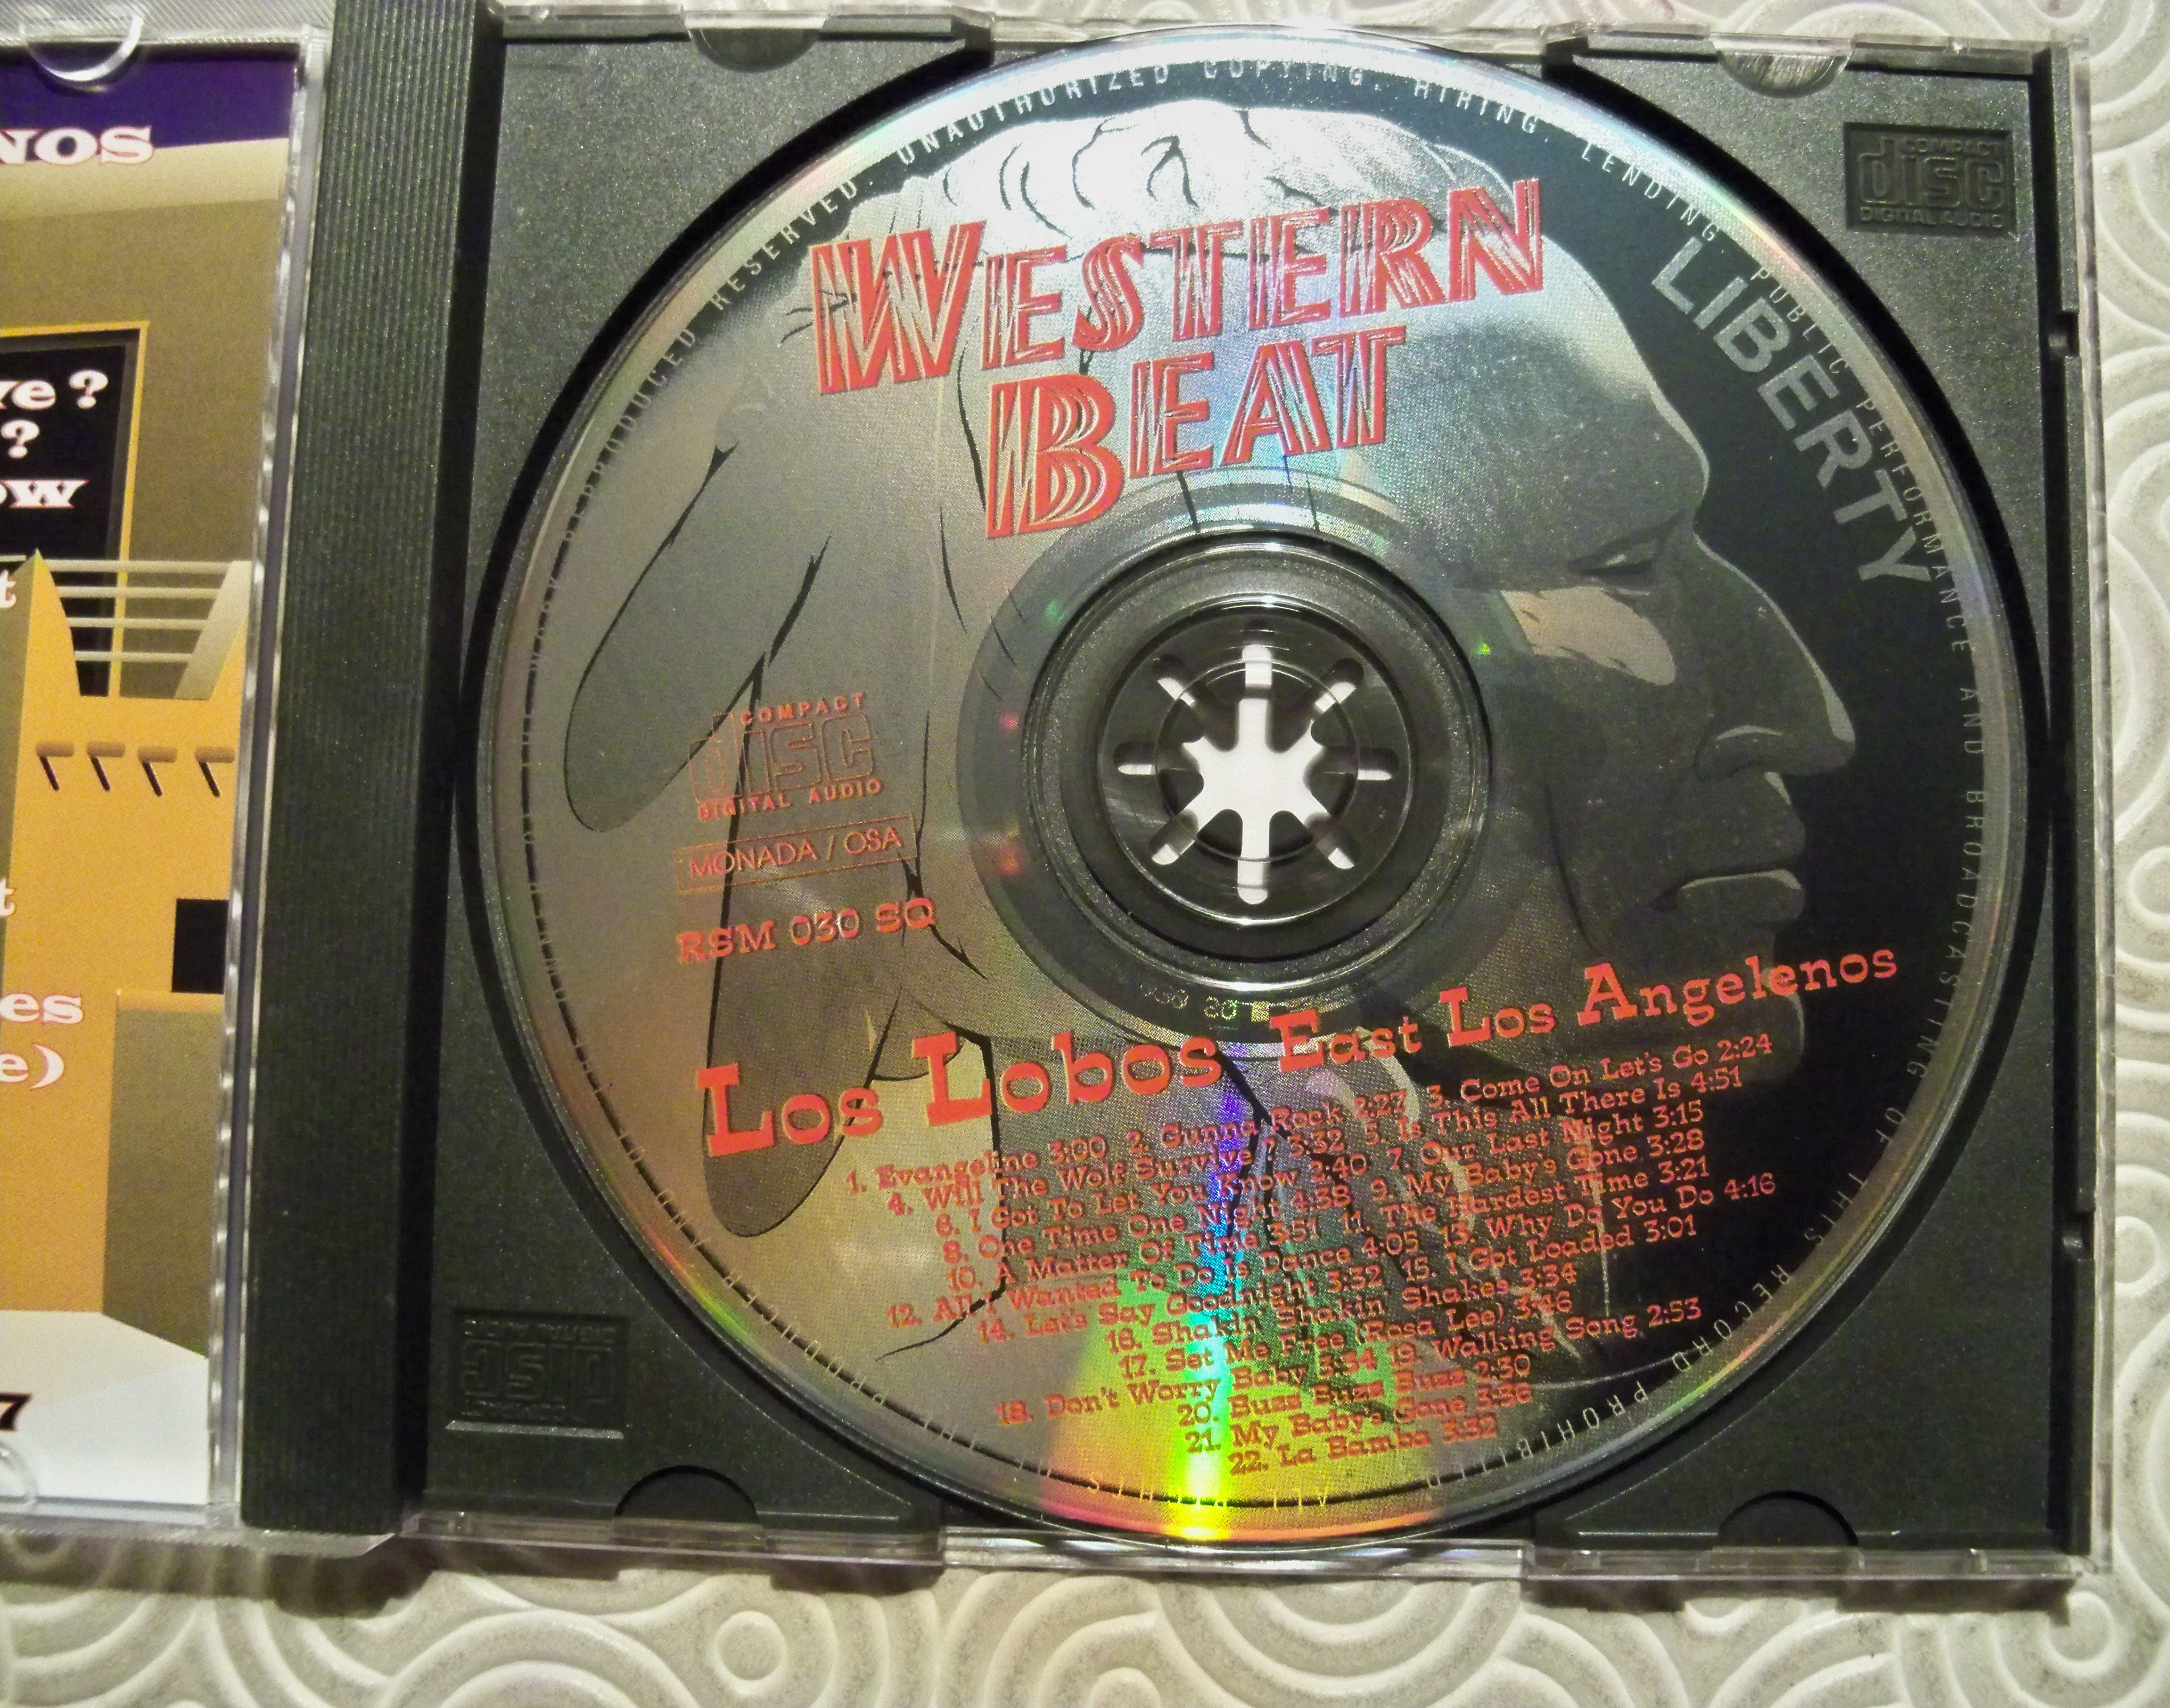 NOS
ve ?
?
ow
t
t
es
e)
7
COMPACT
disc
DIGITAL AUDIO
REPRODUCED RESERVED. UNAUTHORIZED COPYING. HIRING. LENDING. PUBLIC PERFORMANCE AND BROADCASTING OF THIS RECORD PROHIBITED
LIBERTY
WESTERN
BEAT
COMPACT
disc
DIGITAL AUDIO
MONADA / OSA
RSM 030 SQ
Los Lobos East Los Angelenos
1. Evangeline 3:00 2. Gunna Rock 2:27 3. Come On Let's Go 2:24
4. Will The Wolf Survive ? 3:32 5. Is This All There Is 4:51
6. I Got To Let You Know 2:40 7. Our Last Night 3:15
8. One Time One Night 4:38 9. My Baby's Gone 3:28
10. A Matter Of Time 3:51 11. The Hardest Time 3:21
12. All I Wanted To Do Is Dance 4:05 13. Why Do You Do 4:16
14. Let's Say Goodnight 3:32 15. I Got Loaded 3:01
16. Shakin' Shakin' Shakes 3:34
17. Set Me Free (Rosa Lee) 3:46
18. Don't Worry Baby 3:34 19. Walking Song 2:53
20. Buzz Buzz Buzz 2:30
21. My Baby's Gone 3:36
22. La Bamba 3:32
disc